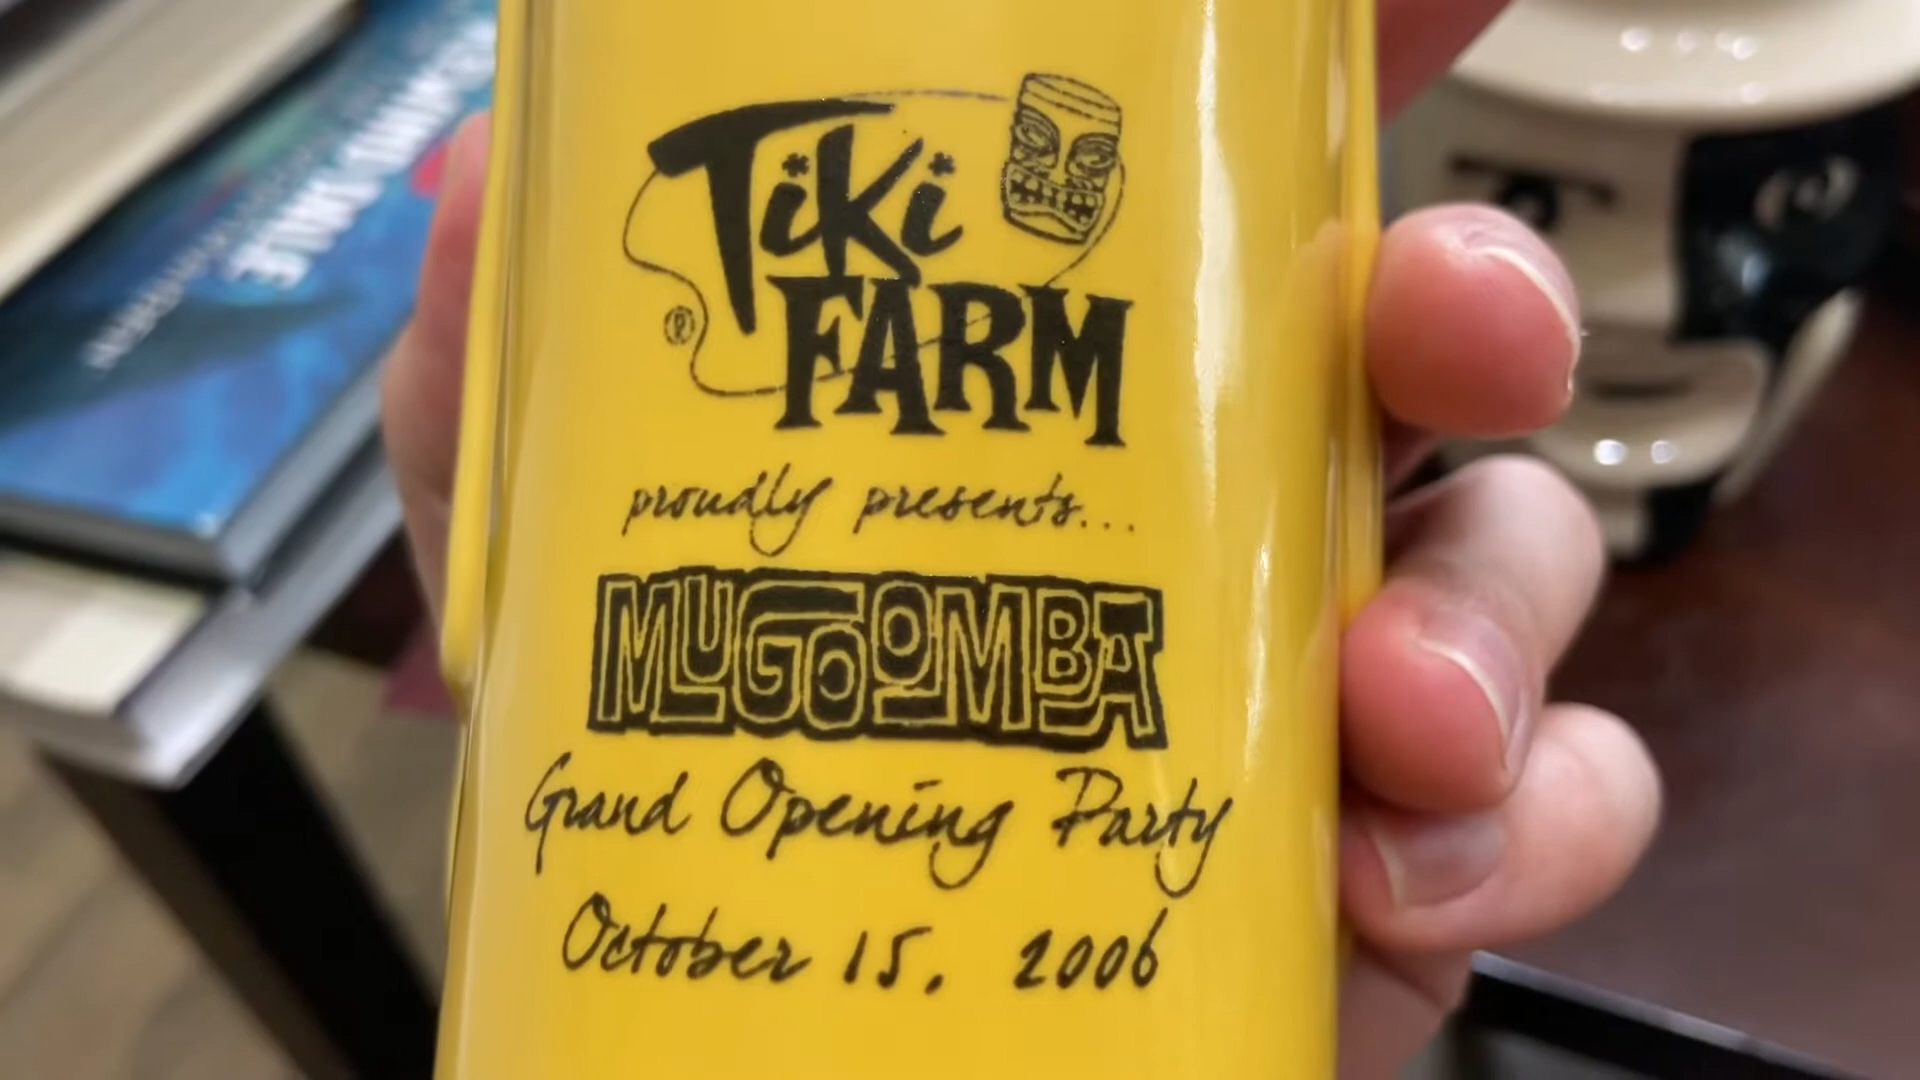 Tiki
FARM
®
proudly presents...
MUGOOMBA
Grand Opening Party
October 15, 2006